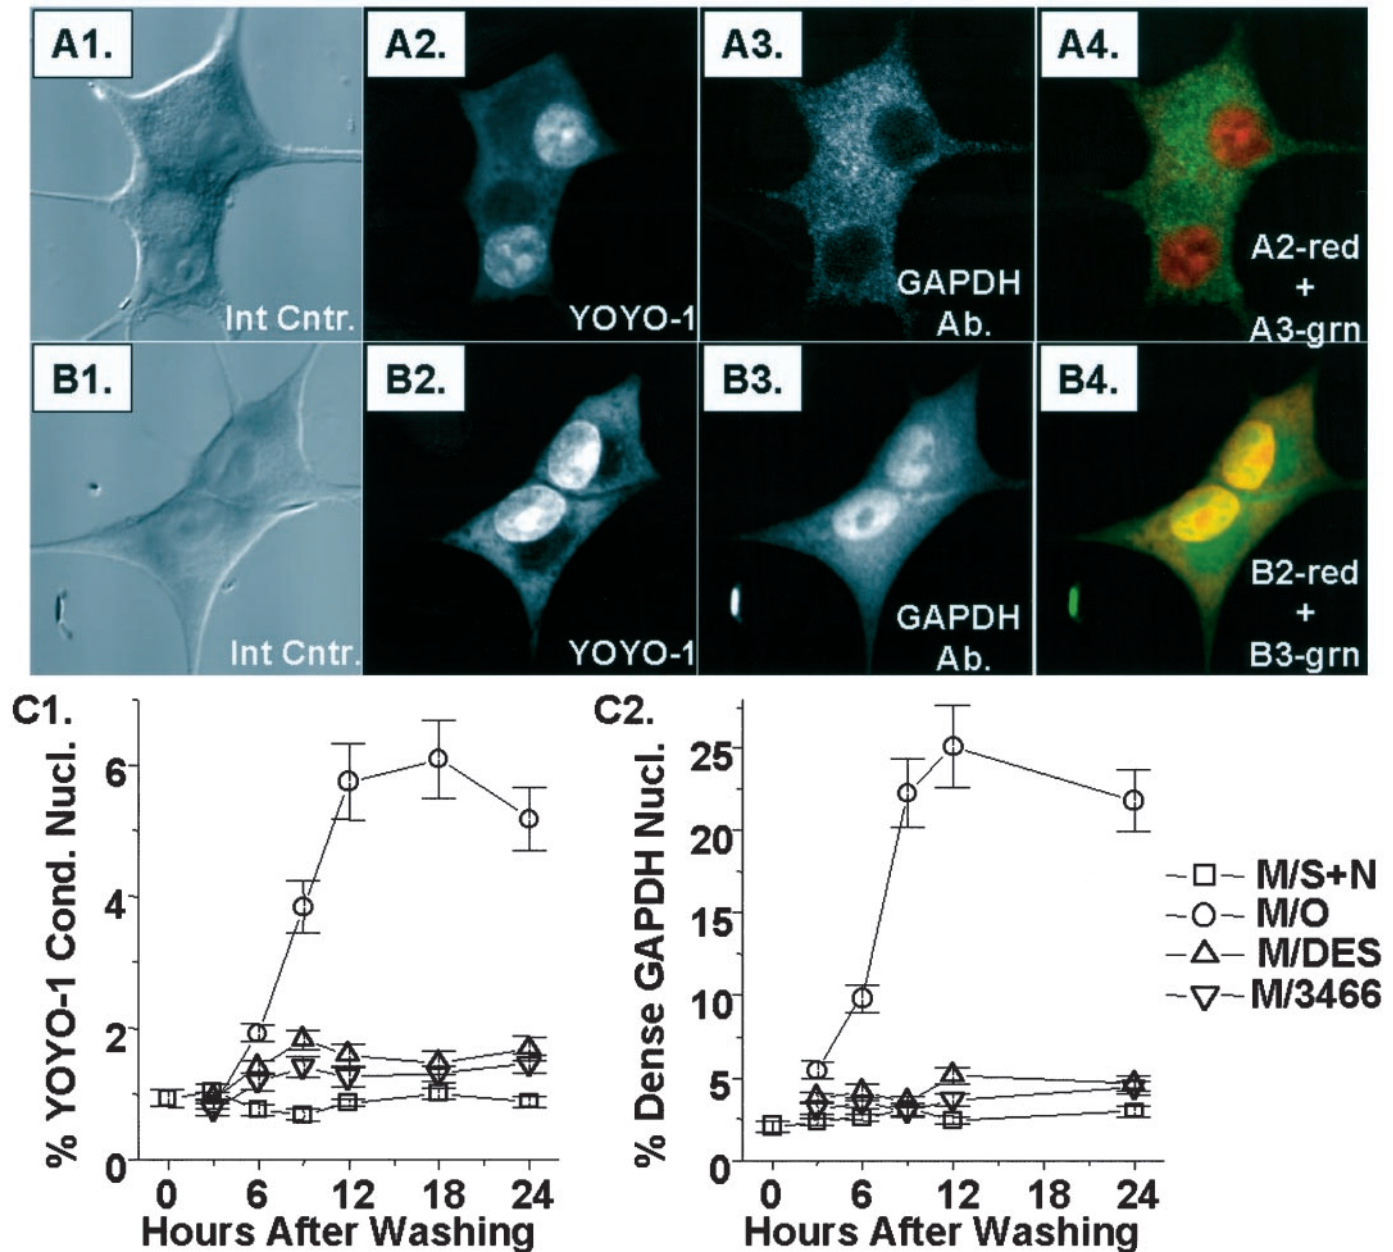 A1.
Int Cntr.
A2.
YOYO-1
A3.
GAPDH
Ab.
A4.
A2-red
+
A3-grn
B1.
Int Cntr.
B2.
YOYO-1
B3.
GAPDH
Ab.
B4.
B2-red
+
B3-grn
C1.
% YOYO-1 Cond. Nucl.
6
4
2
0
0 6 12 18 24
Hours After Washing
C2.
% Dense GAPDH Nucl.
25
20
15
10
5
0
0 6 12 18 24
Hours After Washing
M/S+N
M/O
M/DES
M/3466